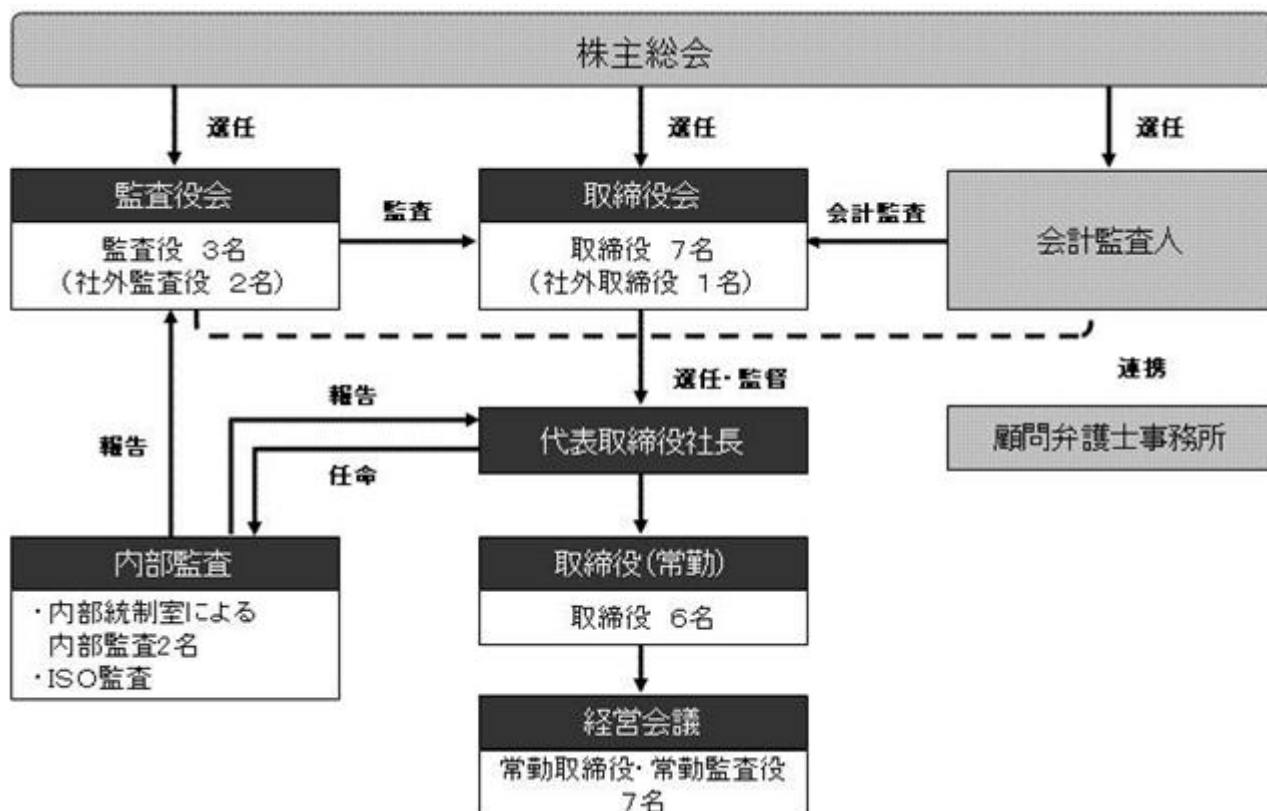 株主総会
選任
選任
選任
監査役会
監査役 3名
(社外監査役 2名)
監査
取締役会
取締役 7名
(社外取締役 1名)
会計監査
会計監査人
選任・監督
連携
報告
報告
任命
代表取締役社長
顧問弁護士事務所
内部監査
・内部統制室による
内部監査2名
・ISO監査
取締役(常勤)
取締役 6名
経営会議
常勤取締役・常勤監査役
7名